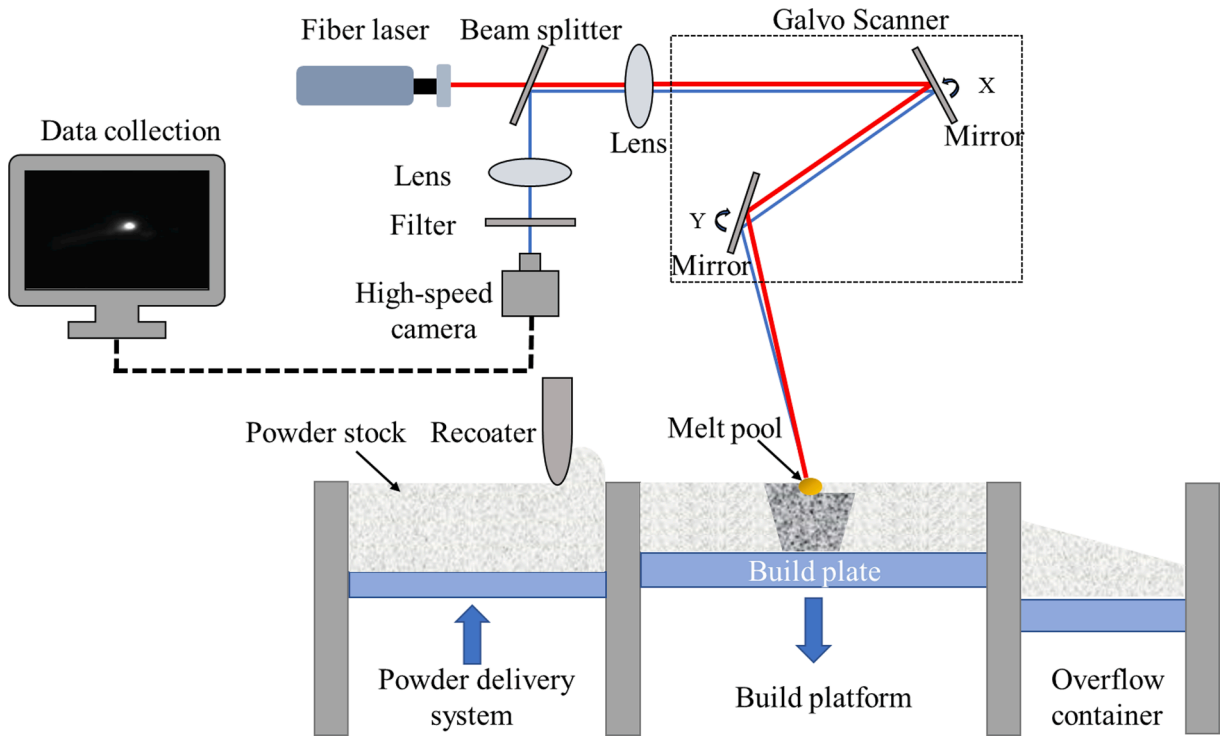 Galvo Scanner
Fiber laser
Beam splitter
X
Data collection
Lens
Mirror
Lens
Filter
Y
Mirror
High-speed
camera
Powder stock
Recoater
Melt pool
Build plate
Powder delivery
system
Build platform
Overflow
container